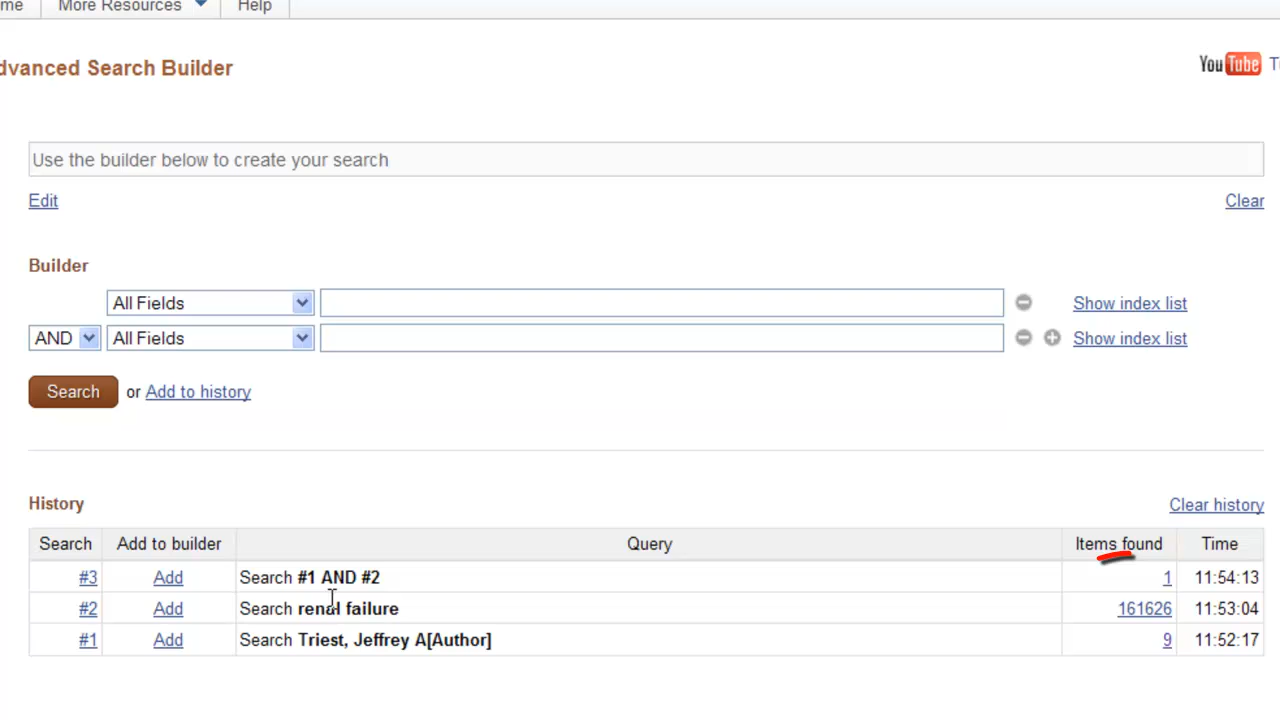 me More Resources Help
dvanced Search Builder YouTube T
Use the builder below to create your search
Edit Clear
Builder
All Fields Show index list
AND All Fields Show index list
Search or Add to history
History Clear history
Search Add to builder Query Items found Time
#3 Add Search #1 AND #2 1 11:54:13
#2 Add Search renal failure 161626 11:53:04
#1 Add Search Triest, Jeffrey A[Author] 9 11:52:17